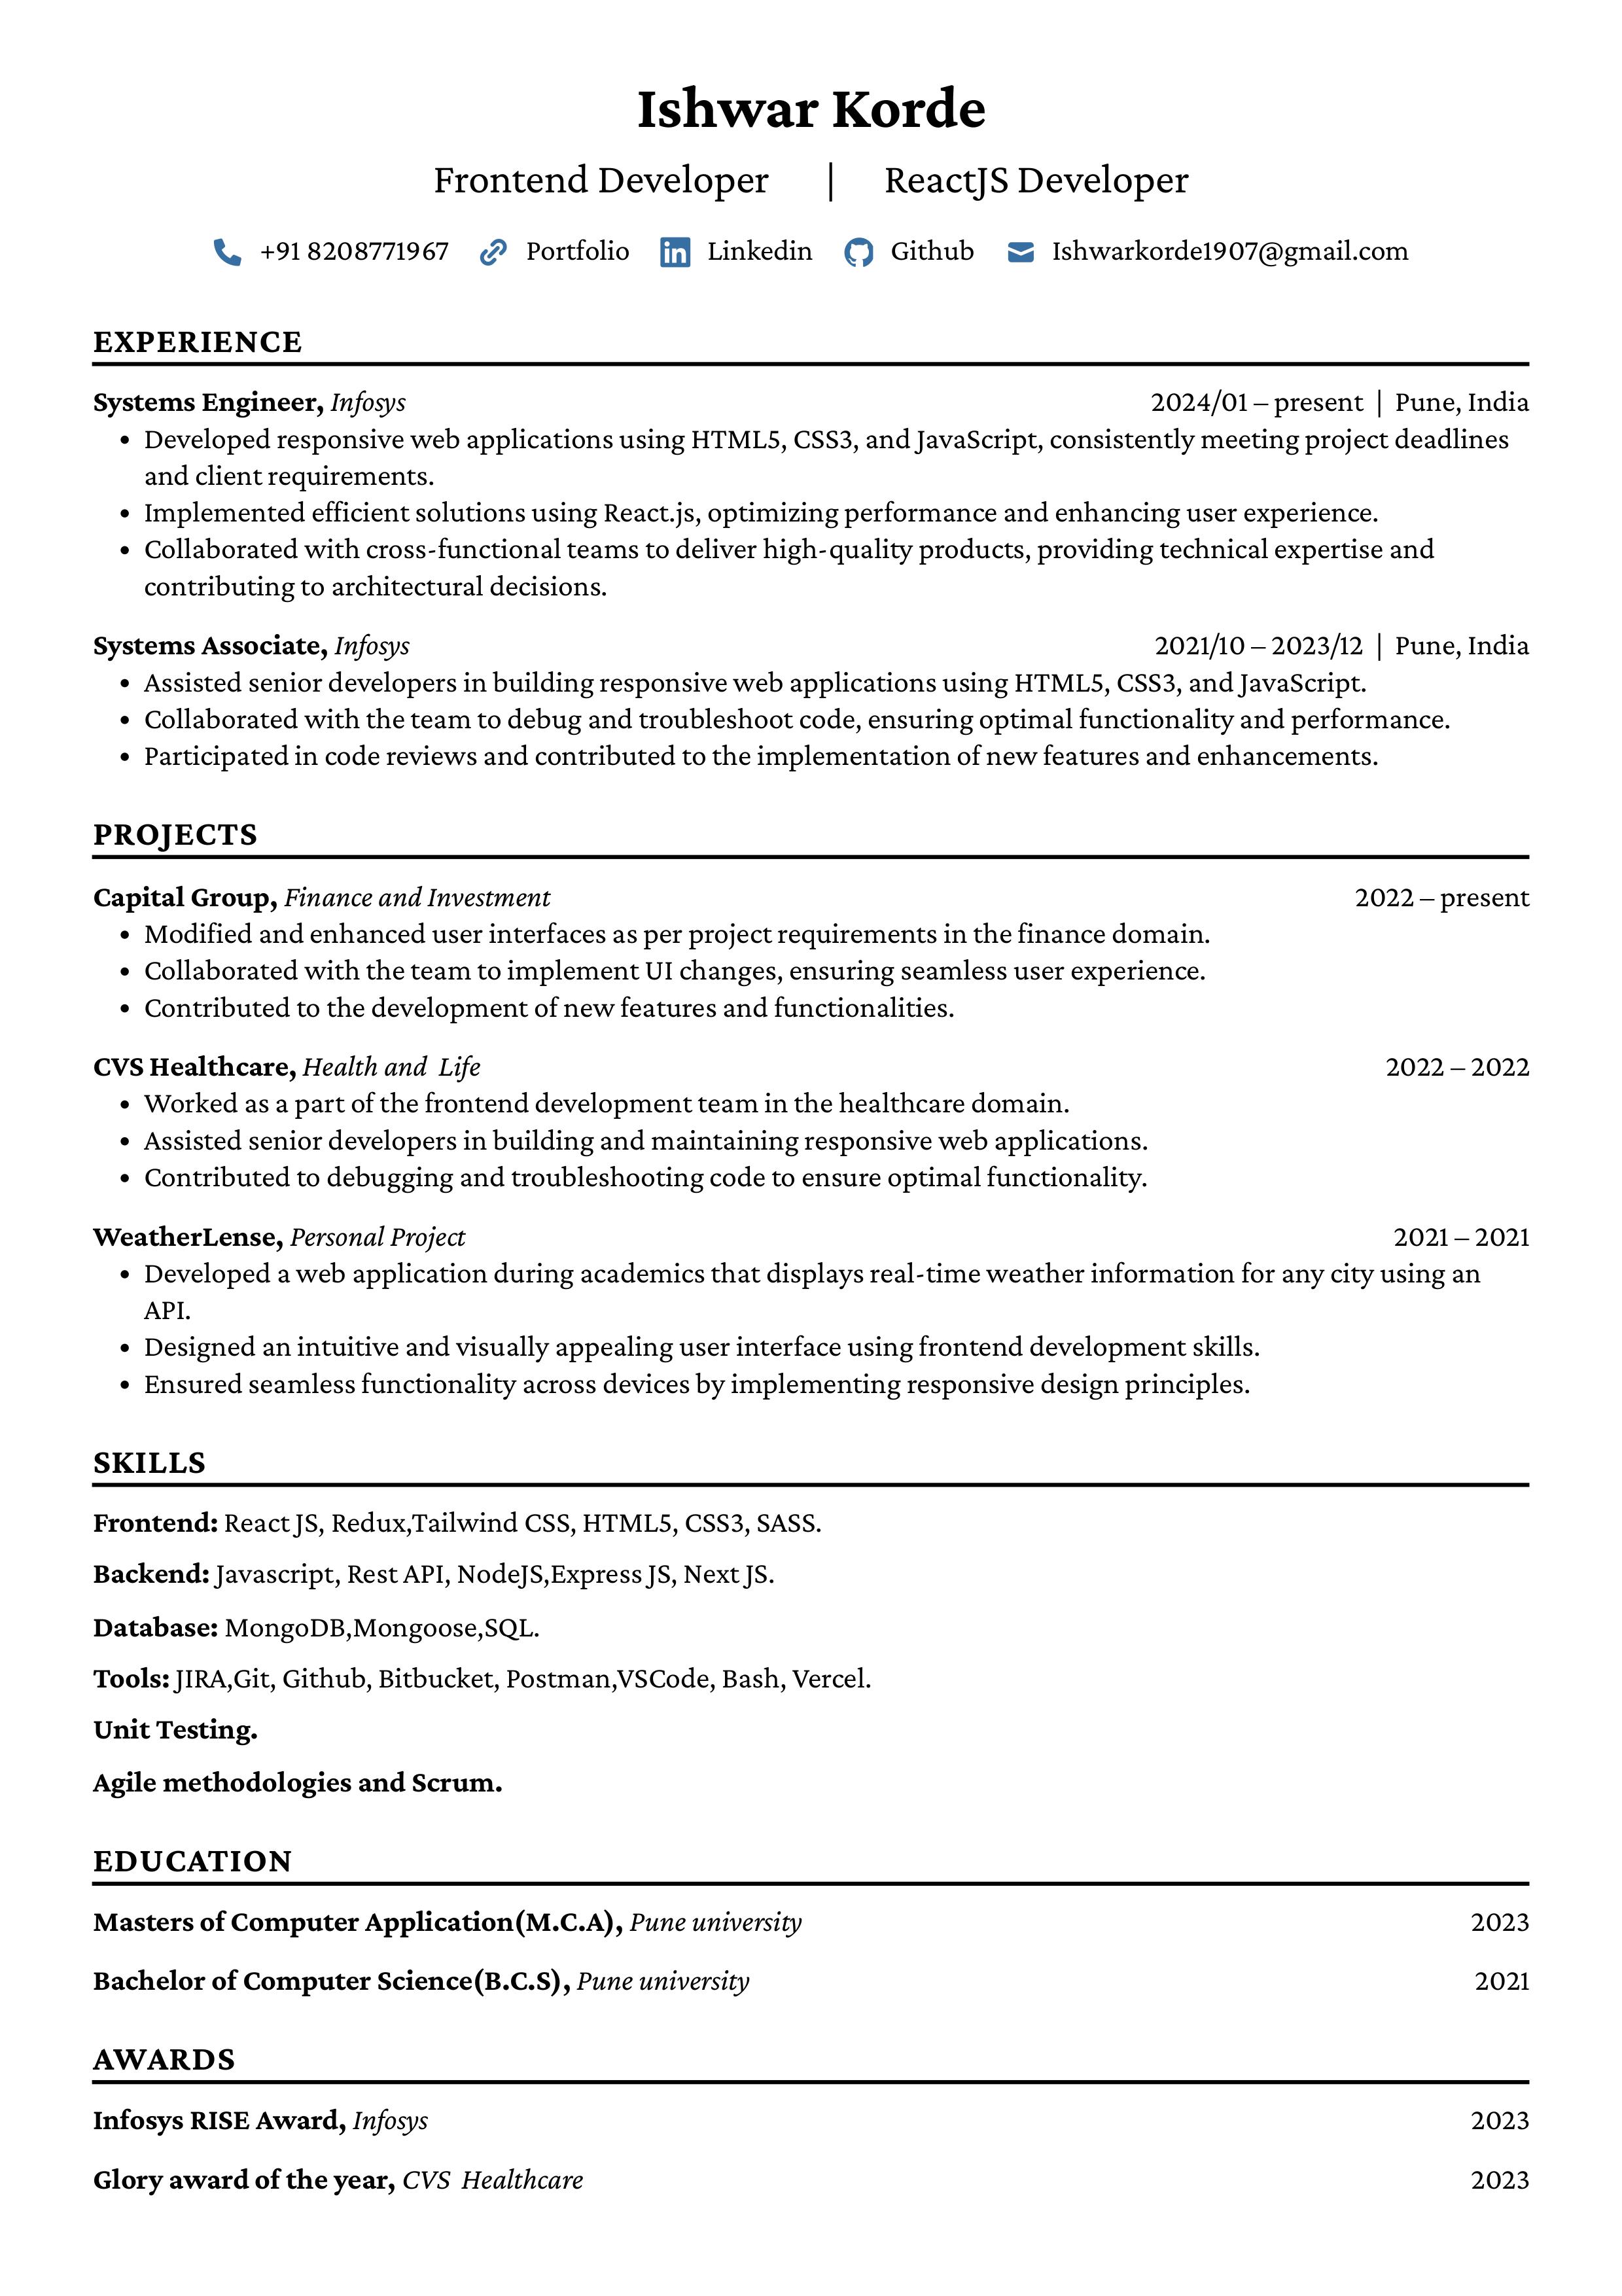 Ishwar Korde
Frontend Developer | ReactJS Developer
+91 8208771967 Portfolio Linkedin Github Ishwarkorde1907@gmail.com
EXPERIENCE
Systems Engineer, Infosys 2024/01 – present | Pune, India
• Developed responsive web applications using HTML5, CSS3, and JavaScript, consistently meeting project deadlines
and client requirements.
• Implemented efficient solutions using React.js, optimizing performance and enhancing user experience.
• Collaborated with cross-functional teams to deliver high-quality products, providing technical expertise and
contributing to architectural decisions.
Systems Associate, Infosys 2021/10 – 2023/12 | Pune, India
• Assisted senior developers in building responsive web applications using HTML5, CSS3, and JavaScript.
• Collaborated with the team to debug and troubleshoot code, ensuring optimal functionality and performance.
• Participated in code reviews and contributed to the implementation of new features and enhancements.
PROJECTS
Capital Group, Finance and Investment 2022 – present
• Modified and enhanced user interfaces as per project requirements in the finance domain.
• Collaborated with the team to implement UI changes, ensuring seamless user experience.
• Contributed to the development of new features and functionalities.
CVS Healthcare, Health and Life 2022 – 2022
• Worked as a part of the frontend development team in the healthcare domain.
• Assisted senior developers in building and maintaining responsive web applications.
• Contributed to debugging and troubleshooting code to ensure optimal functionality.
WeatherLense, Personal Project 2021 – 2021
• Developed a web application during academics that displays real-time weather information for any city using an
API.
• Designed an intuitive and visually appealing user interface using frontend development skills.
• Ensured seamless functionality across devices by implementing responsive design principles.
SKILLS
Frontend: React JS, Redux,Tailwind CSS, HTML5, CSS3, SASS.
Backend: Javascript, Rest API, NodeJS,Express JS, Next JS.
Database: MongoDB,Mongoose,SQL.
Tools: JIRA,Git, Github, Bitbucket, Postman,VSCode, Bash, Vercel.
Unit Testing.
Agile methodologies and Scrum.
EDUCATION
Masters of Computer Application(M.C.A), Pune university 2023
Bachelor of Computer Science(B.C.S), Pune university 2021
AWARDS
Infosys RISE Award, Infosys 2023
Glory award of the year, CVS Healthcare 2023